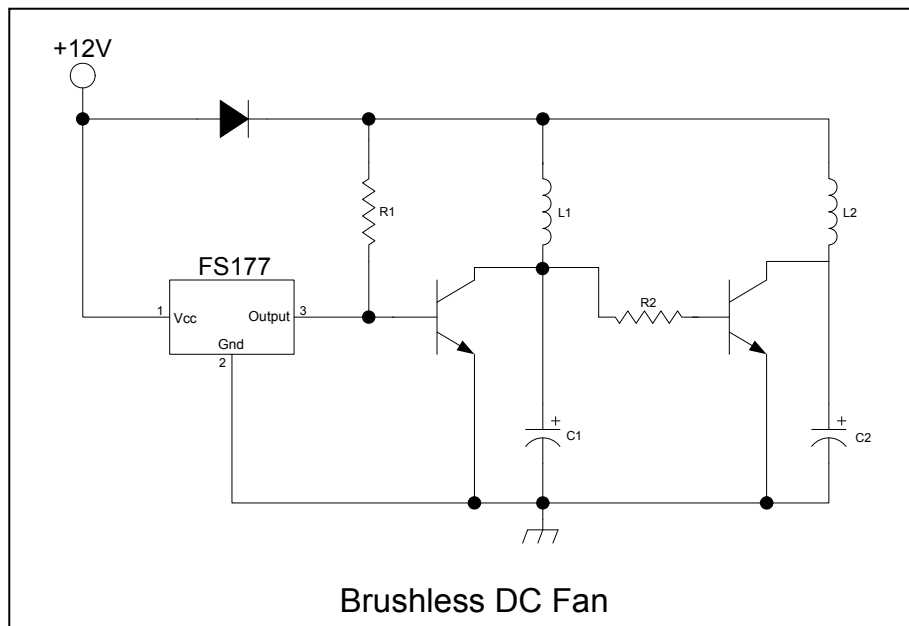 +12V
R1
L1
L2
FS177
1
Vcc
Output
3
Gnd
2
R2
+
C1
+
C2
Brushless DC Fan